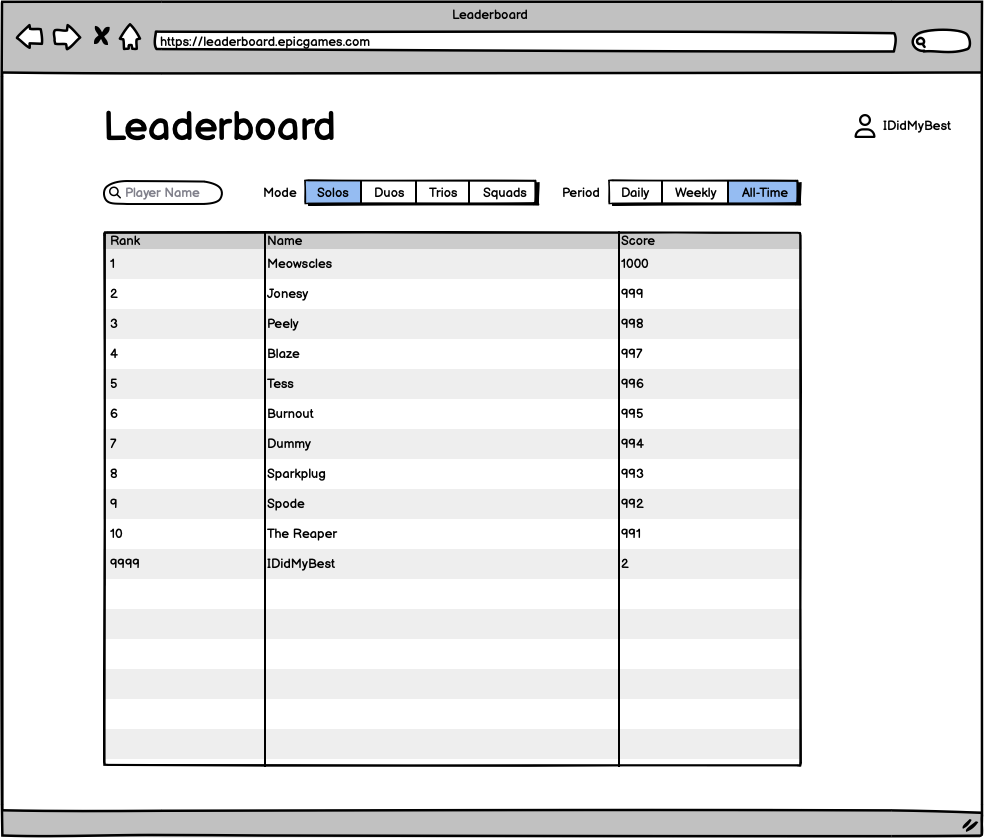 Leaderboard
https://leaderboard.epicgames.com
Leaderboard
IDidMyBest
Player Name Mode Solos Duos Trios Squads Period Daily Weekly All-Time
Rank Name Score
1 Meowscles 1000
2 Jonesy 999
3 Peely 998
4 Blaze 997
5 Tess 996
6 Burnout 995
7 Dummy 994
8 Sparkplug 993
9 Spode 992
10 The Reaper 991
9999 IDidMyBest 2